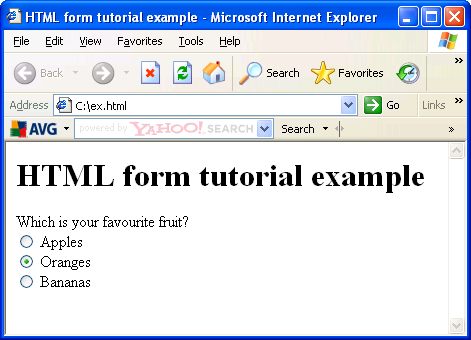 HTML form tutorial example - Microsoft Internet Explorer
File Edit View Favorites Tools Help
Back Search Favorites
Address C:\ex.html Go Links
AVG powered by YAHOO! SEARCH Search
HTML form tutorial example
Which is your favourite fruit?
Apples
Oranges
Bananas